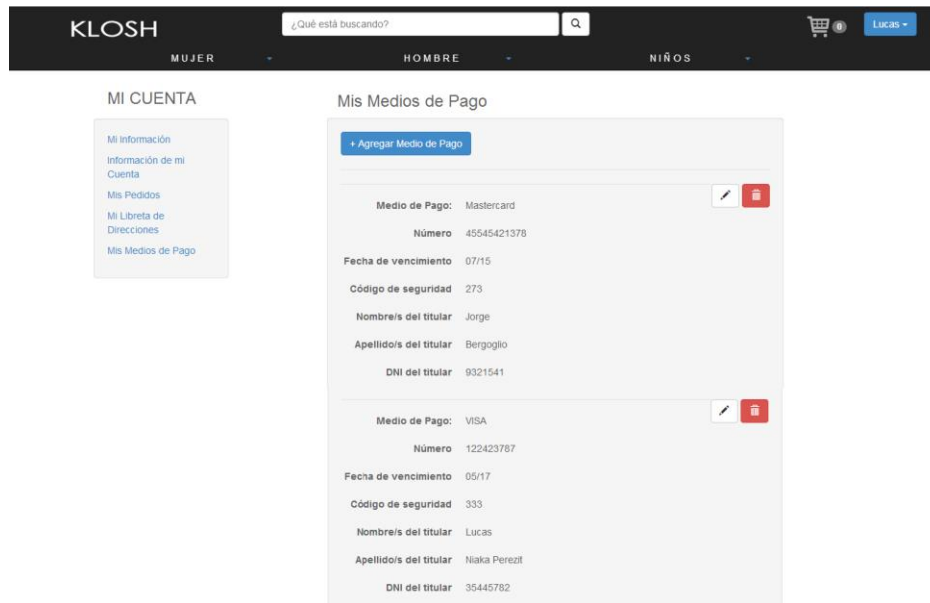 KLOSH
¿Qué está buscando?
0
Lucas
MUJER HOMBRE NIÑOS
MI CUENTA
Mi Información
Información de mi
Cuenta
Mis Pedidos
Mi Libreta de
Direcciones
Mis Medios de Pago
Mis Medios de Pago
+ Agregar Medio de Pago
Medio de Pago: Mastercard
Número 45545421378
Fecha de vencimiento 07/15
Código de seguridad 273
Nombre/s del titular Jorge
Apellido/s del titular Bergoglio
DNI del titular 9321541
Medio de Pago: VISA
Número 122423787
Fecha de vencimiento 05/17
Código de seguridad 333
Nombre/s del titular Lucas
Apellido/s del titular Niaka Perezit
DNI del titular 35445782